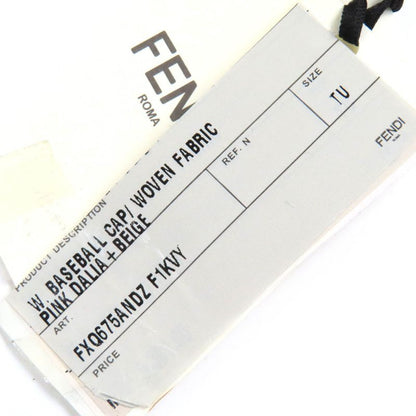 FEN
ROMA
PRODUCT DESCRIPTION
W. BASEBALL CAP/ WOVEN FABRIC
PINK DALIA + BEIGE
ART.
REF. N
SIZE
FXQ675ANDZ F1KVY
TU
PRICE
FENDI